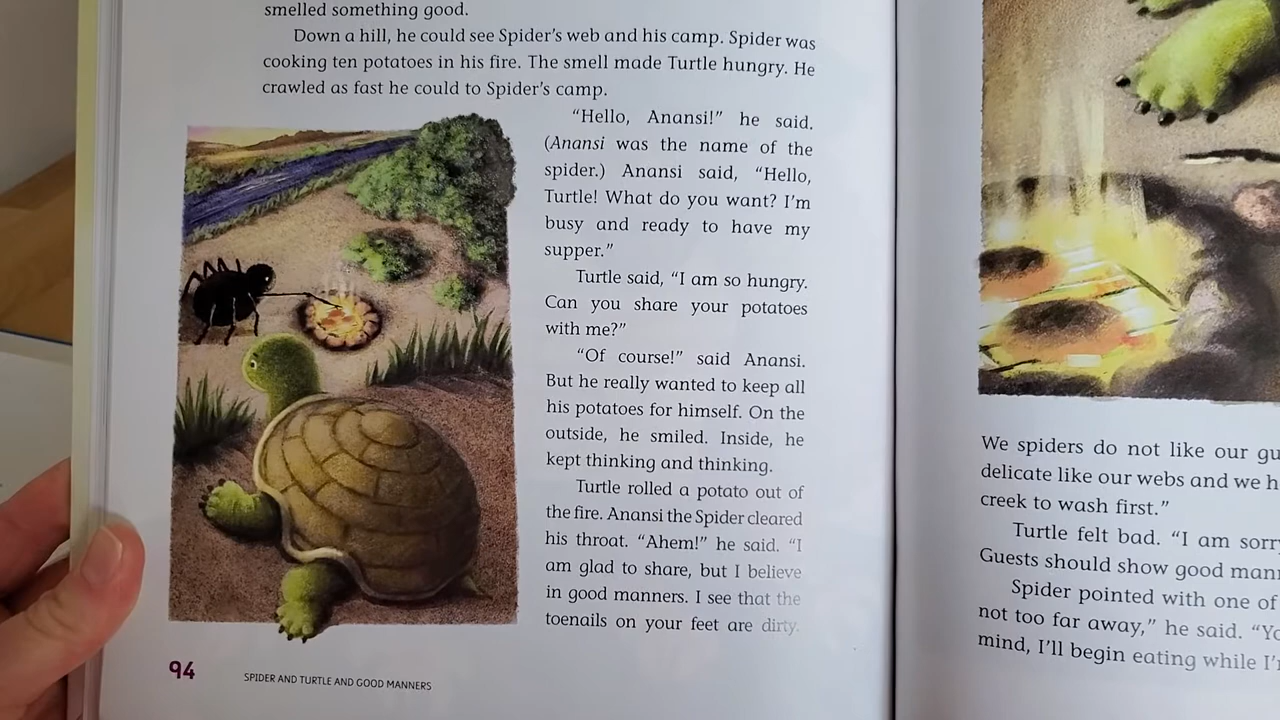 smelled something good.
Down a hill, he could see Spider's web and his camp. Spider was
cooking ten potatoes in his fire. The smell made Turtle hungry. He
crawled as fast he could to Spider's camp.
“Hello, Anansi!” he said.
(Anansi was the name of the
spider.) Anansi said, “Hello,
Turtle! What do you want? I'm
busy and ready to have my
supper.”
Turtle said, “I am so hungry.
Can you share your potatoes
with me?”
“Of course!” said Anansi.
But he really wanted to keep all
his potatoes for himself. On the
outside, he smiled. Inside, he
kept thinking and thinking.
Turtle rolled a potato out of
the fire. Anansi the Spider cleared
his throat. “Ahem!” he said. “I
am glad to share, but I believe
in good manners. I see that the
toenails on your feet are dirty.
94
SPIDER AND TURTLE AND GOOD MANNERS
We spiders do not like our
delicate like our webs and we
creek to wash first.”
Turtle felt bad. “I am
Guests should show good
Spider pointed with one of
not too far away,” he said.
mind, I'll begin eating while